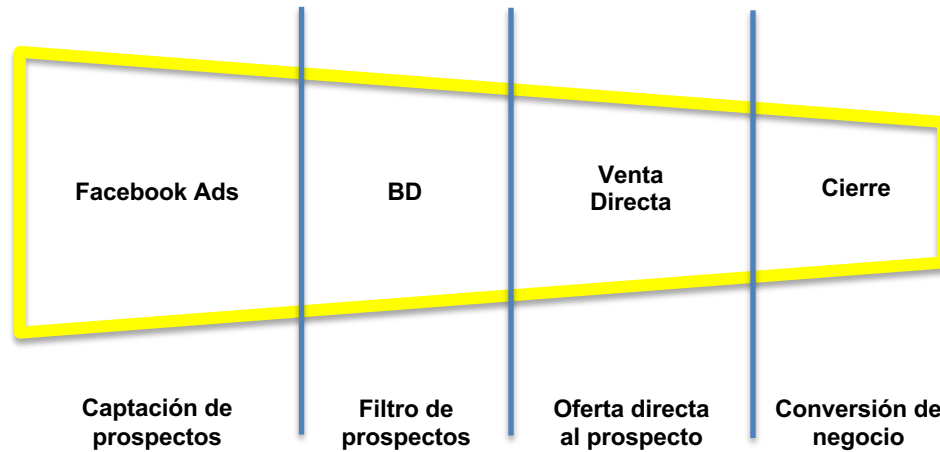 Facebook Ads
BD
Venta
Directa
Cierre
Captación de
prospectos
Filtro de
prospectos
Oferta directa
al prospecto
Conversión de
negocio